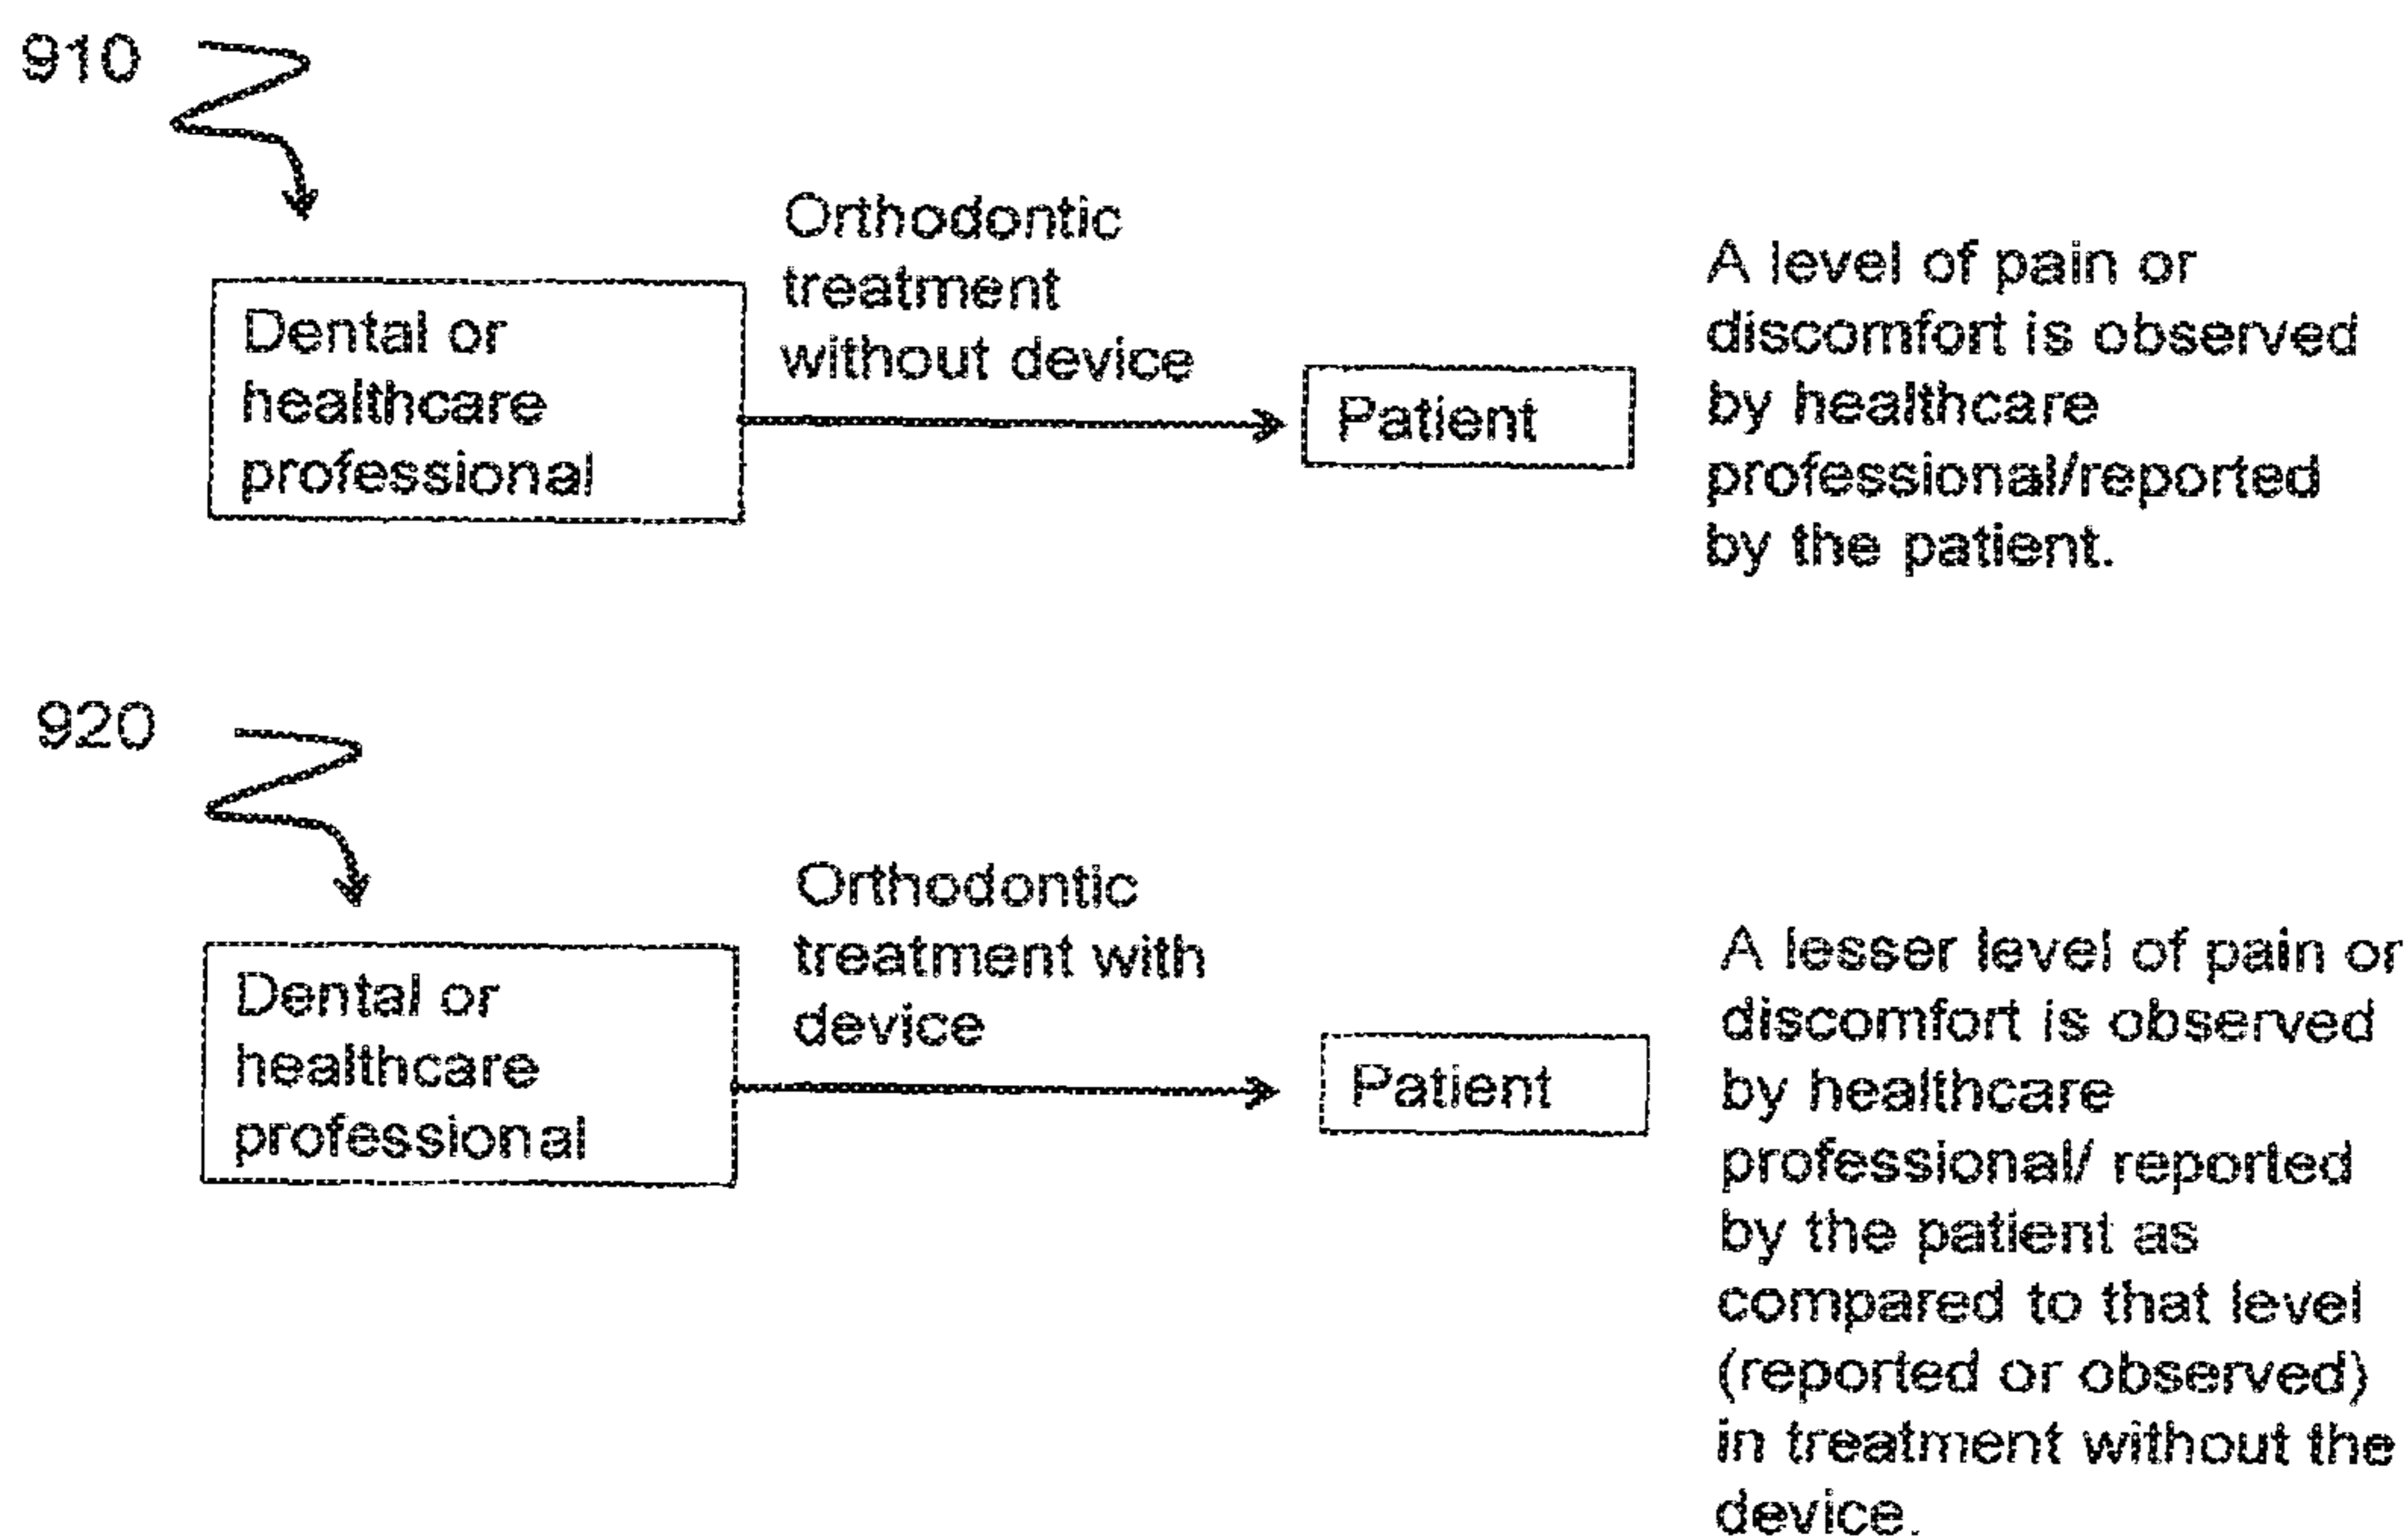 910
Orthodontic
treatment
without device
Dental or
healthcare
professional
Patient
A level of pain or
discomfort is observed
by healthcare
professional/reported
by the patient.
920
Orthodontic
treatment with
device
Dental or
healthcare
professional
Patient
A lesser level of pain or
discomfort is observed
by healthcare
professional/ reported
by the patient as
compared to that level
(reported or observed)
in treatment without the
device.